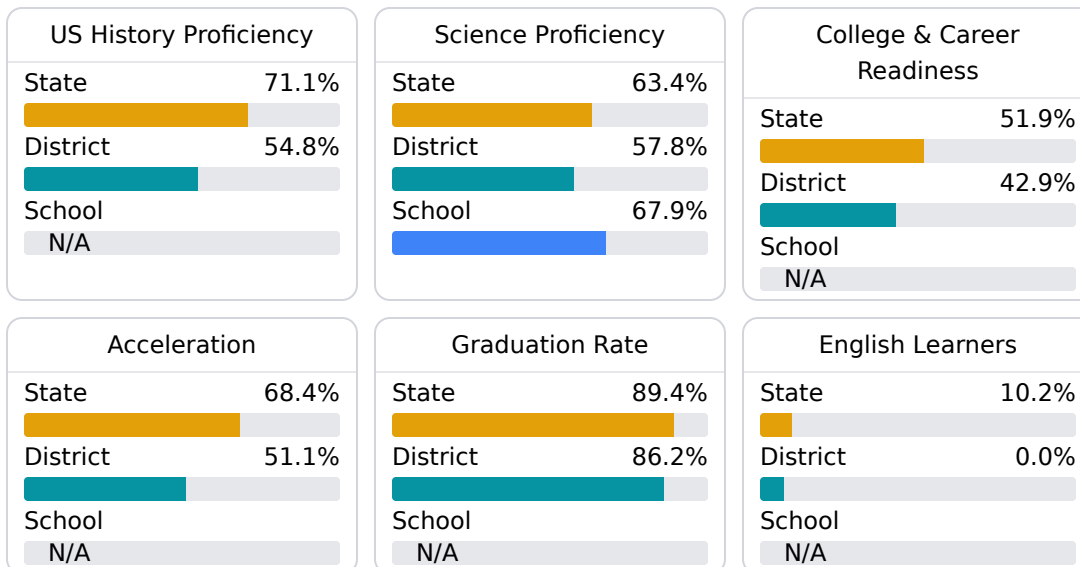 US History Proficiency
State 71.1%
District 54.8%
School
N/A
Science Proficiency
State 63.4%
District 57.8%
School 67.9%
College & Career
Readiness
State 51.9%
District 42.9%
School
N/A
Acceleration
State 68.4%
District 51.1%
School
N/A
Graduation Rate
State 89.4%
District 86.2%
School
N/A
English Learners
State 10.2%
District 0.0%
School
N/A